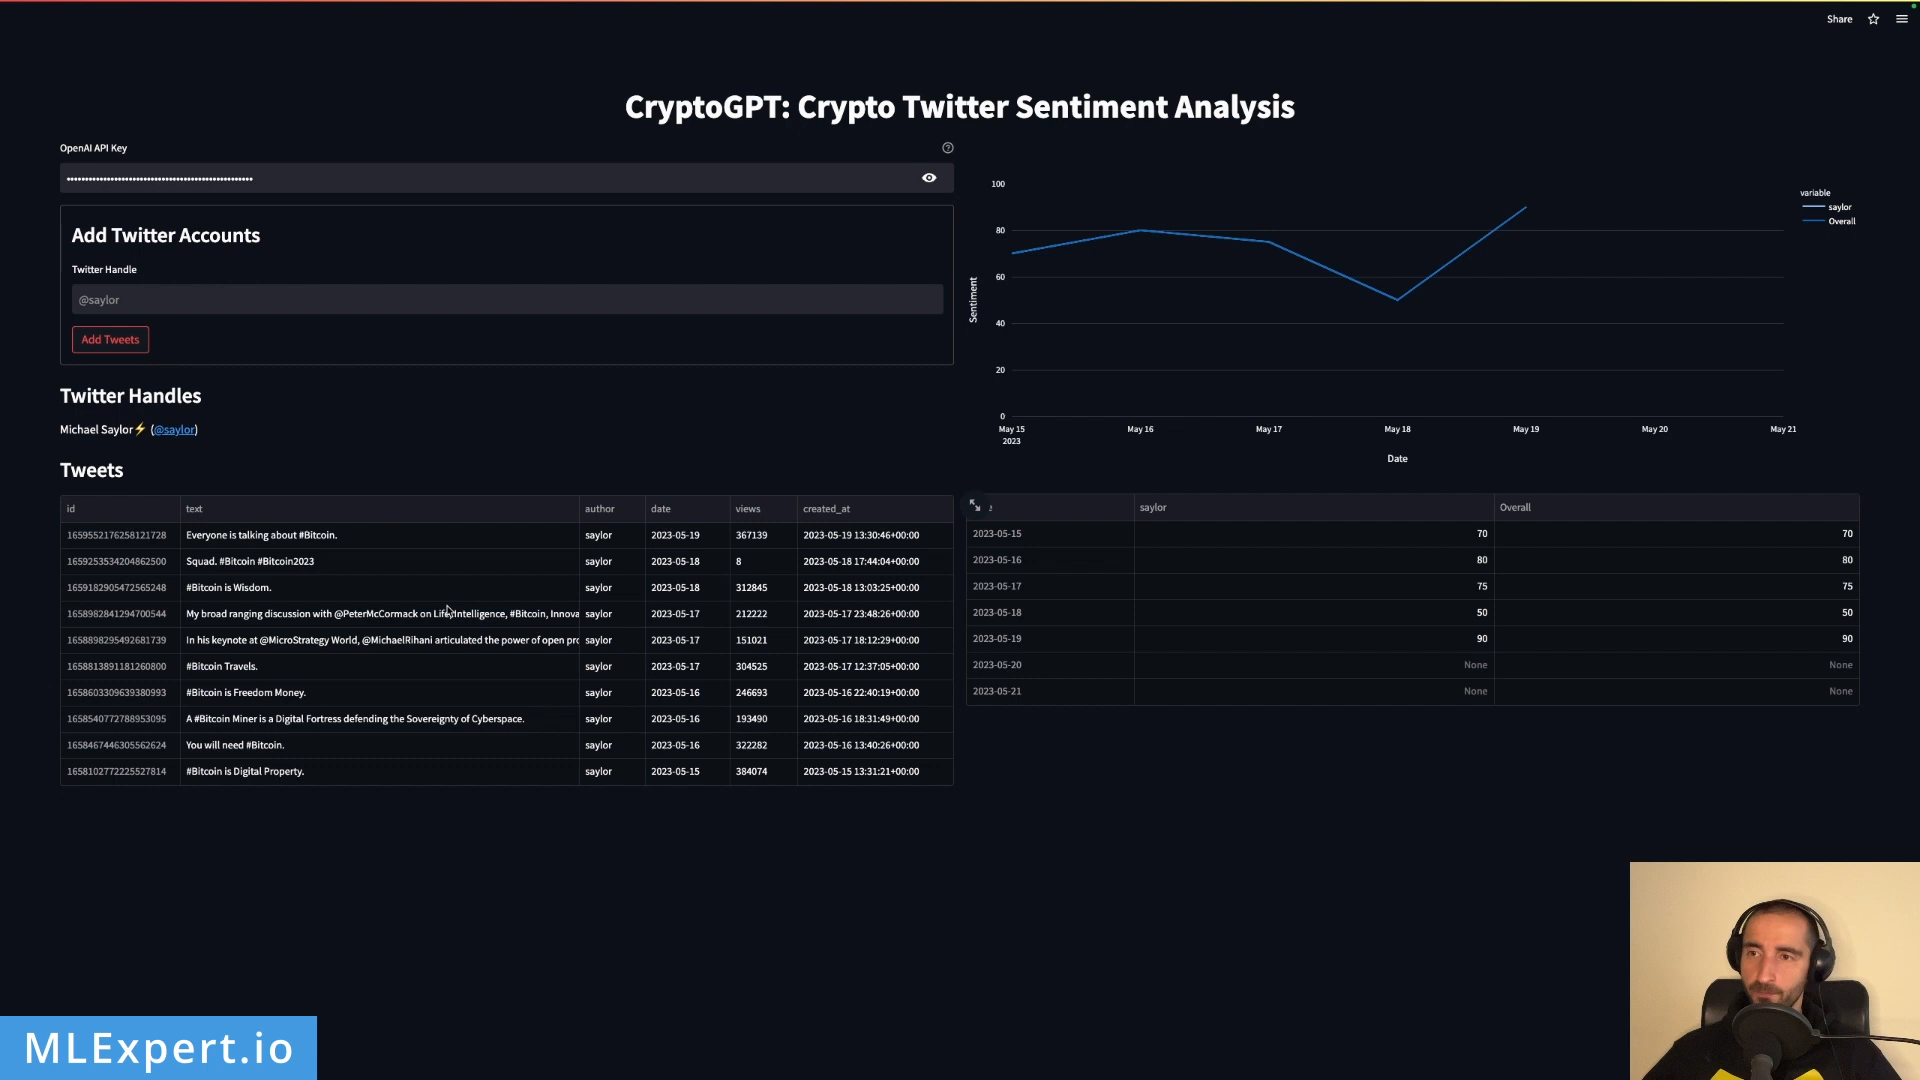 Share
CryptoGPT: Crypto Twitter Sentiment Analysis
OpenAI API Key
••••••••••••••••••••••••••••••••••••••••••••••••••
Add Twitter Accounts
Twitter Handle
@saylor
Add Tweets
Twitter Handles
Michael Saylor⚡ (@saylor)
Tweets
id text author date views created_at
1659552176258121728 Everyone is talking about #Bitcoin. saylor 2023-05-19 367139 2023-05-19 13:30:46+00:00
1659253534204862500 Squad. #Bitcoin #Bitcoin2023 saylor 2023-05-18 8 2023-05-18 17:44:04+00:00
1659182905472565248 #Bitcoin is Wisdom. saylor 2023-05-18 312845 2023-05-18 13:03:25+00:00
1658982841294700544 My broad ranging discussion with @PeterMcCormack on Life, Intelligence, #Bitcoin, Innova saylor 2023-05-17 212222 2023-05-17 23:48:26+00:00
1658898295492681739 In his keynote at @MicroStrategy World, @MichaelRihani articulated the power of open pro saylor 2023-05-17 151021 2023-05-17 18:12:29+00:00
1658813891181260800 #Bitcoin Travels. saylor 2023-05-17 304525 2023-05-17 12:37:05+00:00
1658603309639380993 #Bitcoin is Freedom Money. saylor 2023-05-16 246693 2023-05-16 22:40:19+00:00
1658540772788953095 A #Bitcoin Miner is a Digital Fortress defending the Sovereignty of Cyberspace. saylor 2023-05-16 193490 2023-05-16 18:31:49+00:00
1658467446305562624 You will need #Bitcoin. saylor 2023-05-16 322282 2023-05-16 13:40:26+00:00
1658102772225527814 #Bitcoin is Digital Property. saylor 2023-05-15 384074 2023-05-15 13:31:21+00:00
100
80
60
40
20
0
Sentiment
May 15 May 16 May 17 May 18 May 19 May 20 May 21
2023
Date
variable
saylor
Overall
saylor Overall
2023-05-15 70 70
2023-05-16 80 80
2023-05-17 75 75
2023-05-18 50 50
2023-05-19 90 90
2023-05-20 None None
2023-05-21 None None
MLExpert.io